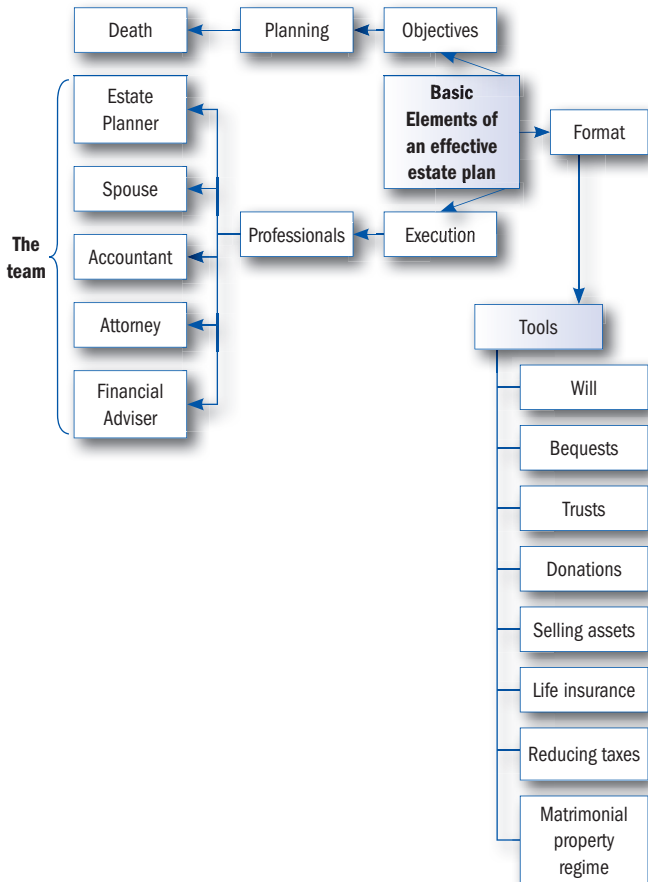 Death
Planning
Objectives
Basic
Elements of
an effective
estate plan
Format
Estate
Planner
Spouse
The
team
Professionals
Execution
Accountant
Attorney
Financial
Adviser
Tools
Will
Bequests
Trusts
Donations
Selling assets
Life insurance
Reducing taxes
Matrimonial
property
regime